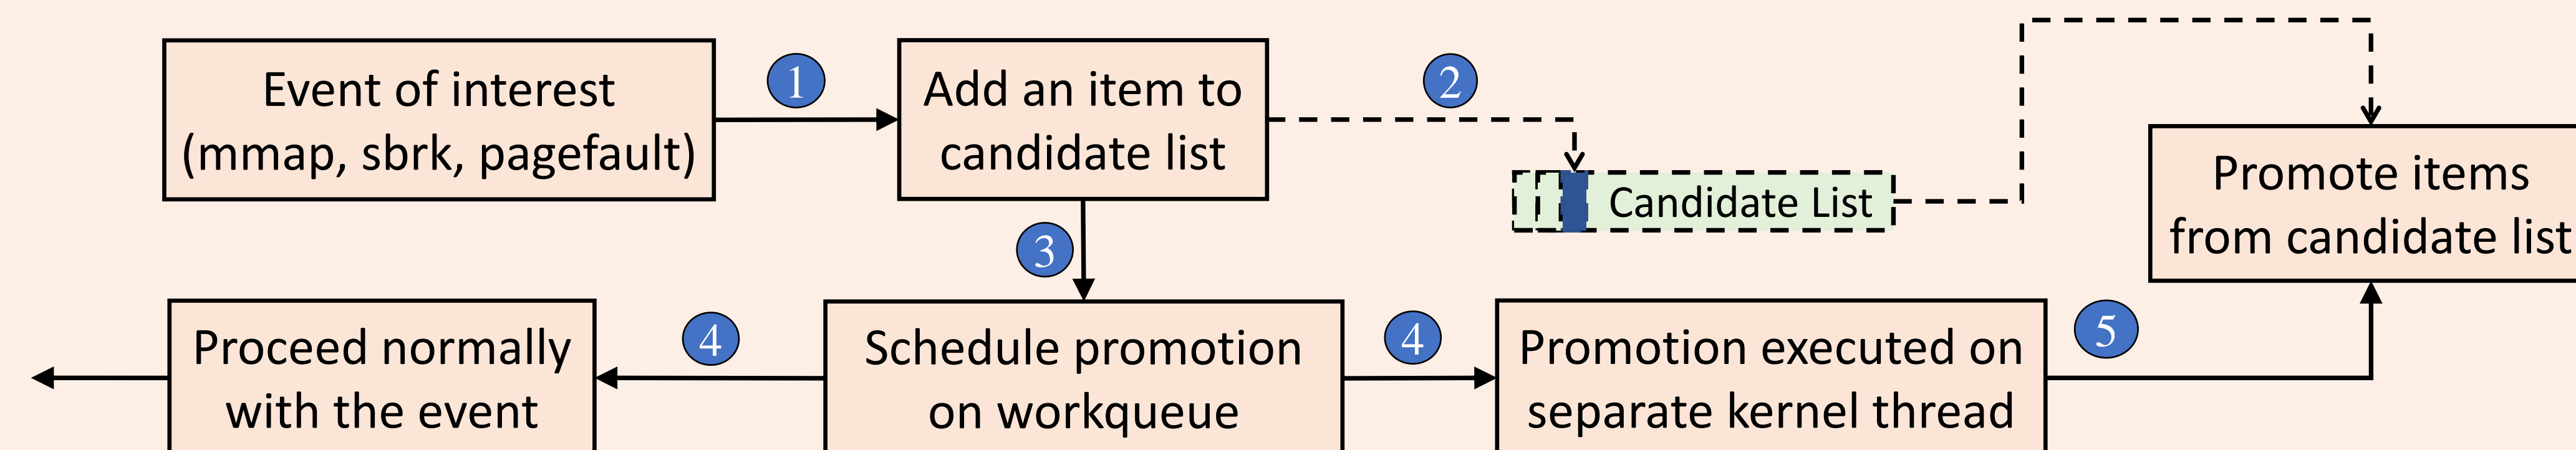 Event of interest
(mmap, sbrk, pagefault)
1
Add an item to
candidate list
2
Candidate List
Promote items
from candidate list
3
Proceed normally
with the event
4
Schedule promotion
on workqueue
4
Promotion executed on
separate kernel thread
5